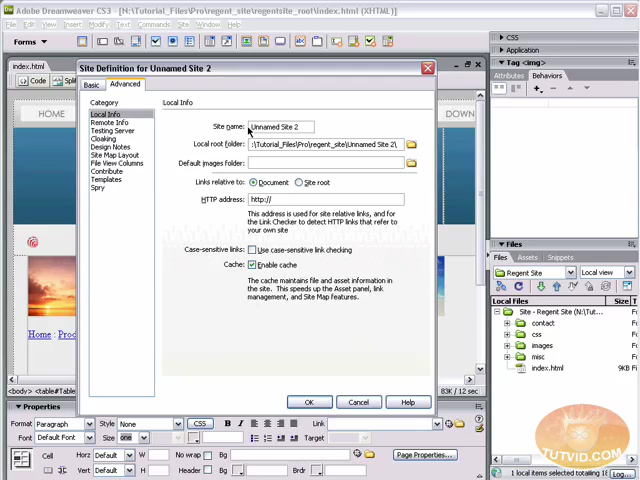 Adobe Dreamweaver CS3 - [N:\Tutorial_Files\Pro\regent_site\regentsite_root\index.html (XHTML)]
File Edit View Insert Modify Text Commands Site Window Help
Forms
index.html
Code Split
CSS
Application
Tag <img>
Attributes Behaviors
HOME
Site Definition for Unnamed Site 2
Basic Advanced
Category
Local Info
Remote Info
Testing Server
Cloaking
Design Notes
Site Map Layout
File View Columns
Contribute
Templates
Spry
Local Info
Site name: Unnamed Site 2
Local root folder: :\Tutorial_Files\Pro\regent_site\Unnamed Site 2\
Default images folder:
Links relative to: Document Site root
HTTP address: http://
This address is used for site relative links, and for
the Link Checker to detect HTTP links that refer to
your own site
Case-sensitive links: Use case-sensitive link checking
Cache: Enable cache
The cache maintains file and asset information in
the site. This speeds up the Asset panel, link
management, and Site Map features.
OK Cancel Help
Home : Prod
<body> <table#Table
83K / 12 sec
Files
Files Assets Snippets
Regent Site Local view
Local Files Size
Site - Regent Site (N:\Tut...
contact
css
images
misc
index.html 9KB
1 local items selected totalling 18
Log...
Properties
Format Paragraph Style None CSS B I Link
Font Default Font Size one Target
Cell Horz Default W No wrap Bg Page Properties...
Vert Default H Header Bg Brdr
TUTVID.COM